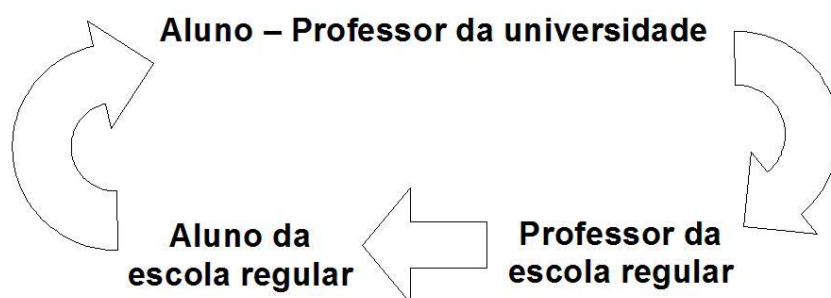 Aluno – Professor da universidade
Aluno da
escola regular
Professor da
escola regular